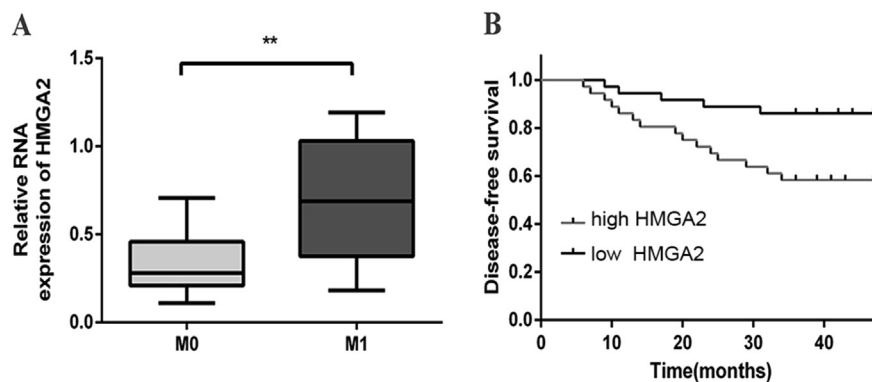 A
**
Relative RNA
expression of HMGA2
1.5
1.0
0.5
0.0
M0
M1
B
Disease-free survival
1.0
0.8
0.6
0.4
0.2
0.0
high HMGA2
low HMGA2
0
10
20
30
40
Time(months)